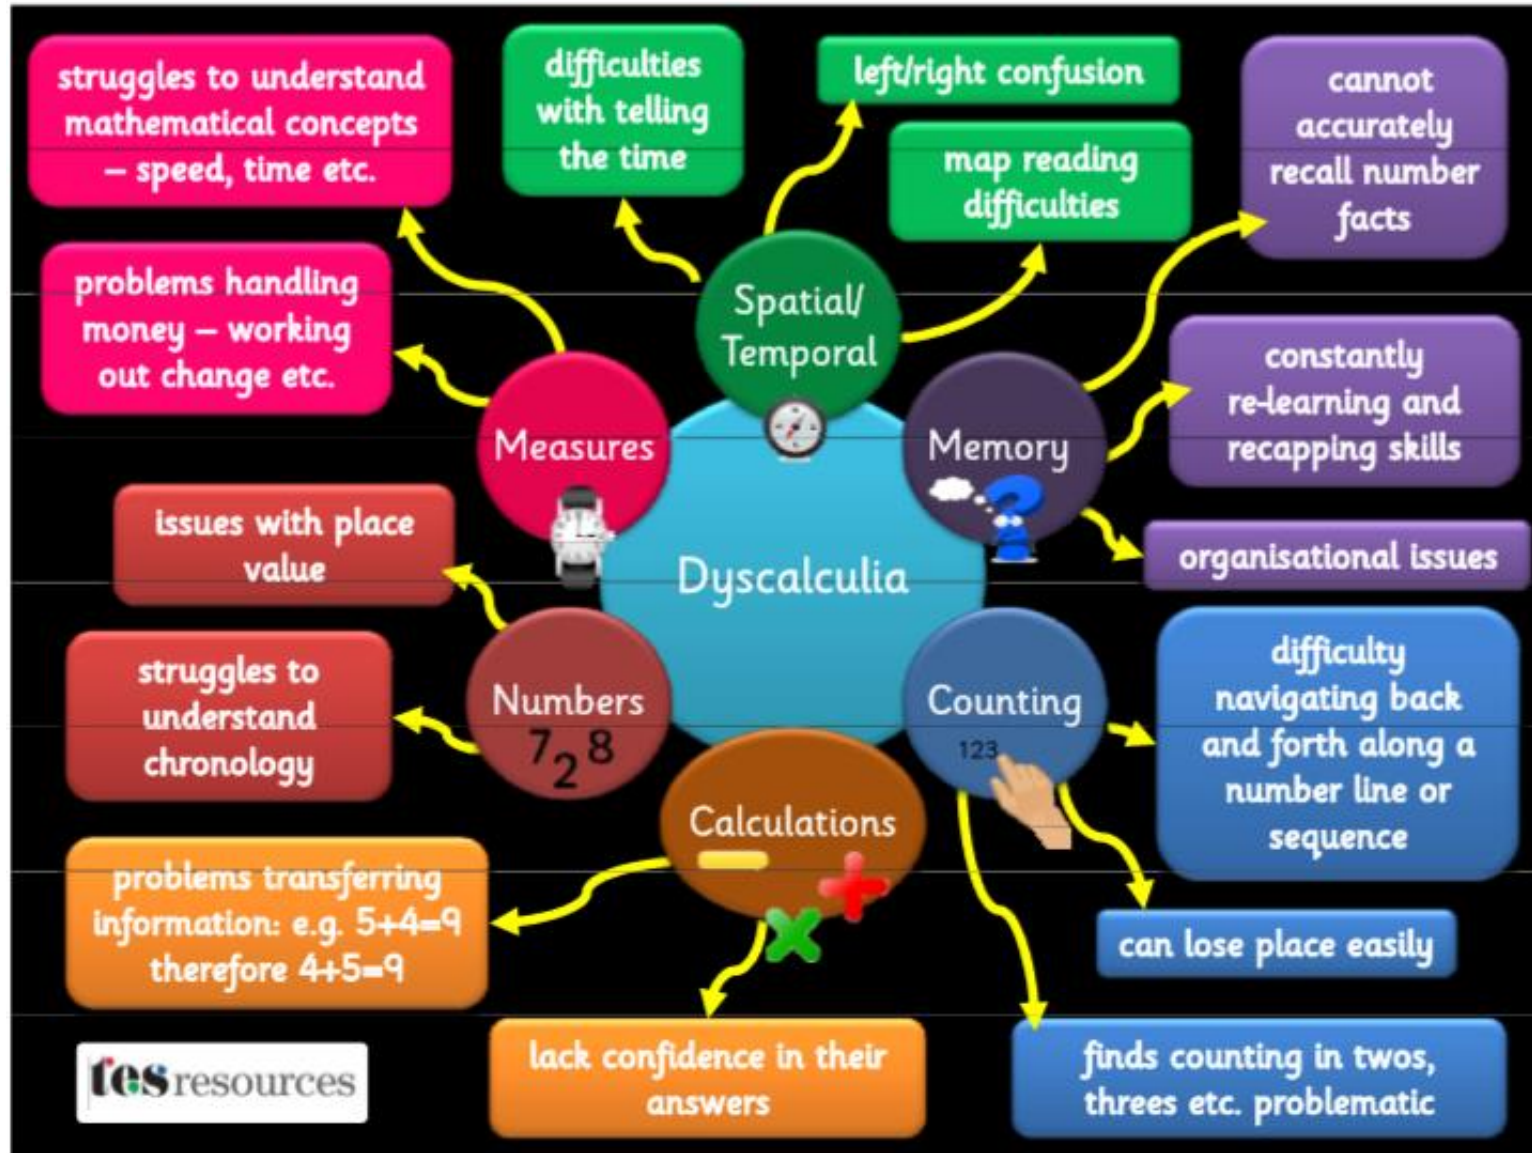 struggles to understand
mathematical concepts
– speed, time etc.
difficulties
with telling
the time
left/right confusion
map reading
difficulties
cannot
accurately
recall number
facts
problems handling
money – working
out change etc.
Spatial/
Temporal
constantly
re-learning and
recapping skills
Measures
Memory
organisational issues
issues with place
value
Dyscalculia
struggles to
understand
chronology
Numbers
7 2 8
Counting
123
difficulty
navigating back
and forth along a
number line or
sequence
Calculations
problems transferring
information: e.g. 5+4=9
therefore 4+5=9
can lose place easily
lack confidence in their
answers
finds counting in twos,
threes etc. problematic
tes resources